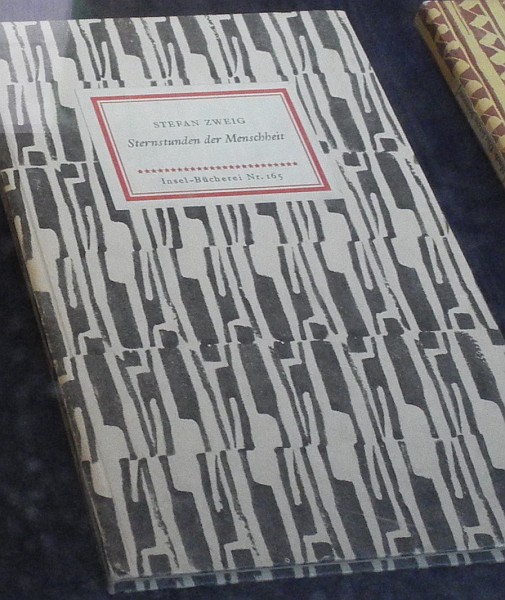 STEFAN ZWEIG
Sternstunden der Menschheit
Insel-Bücherei Nr. 165